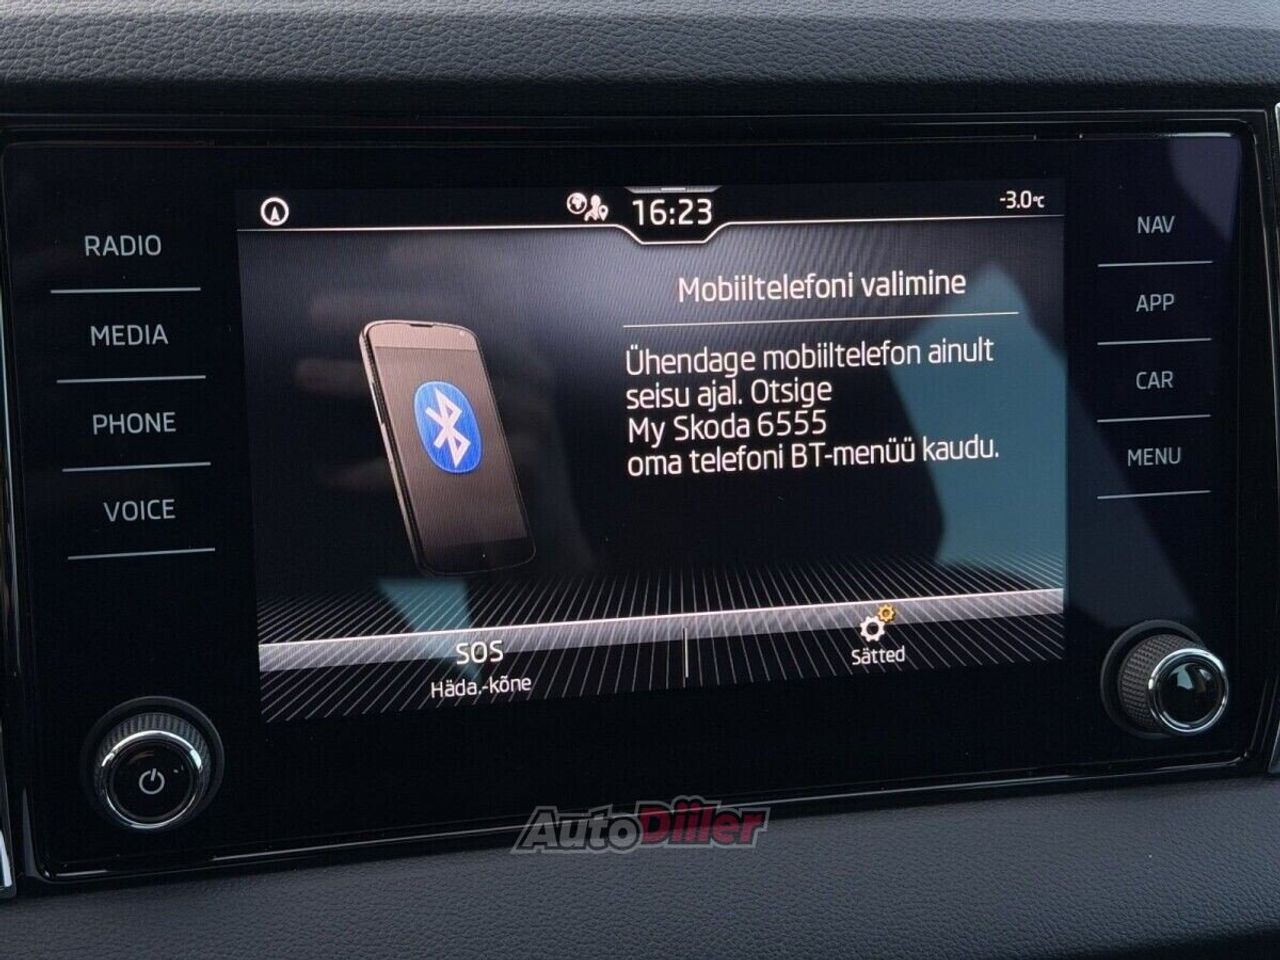 16:23
-3.0°C
RADIO
MEDIA
PHONE
VOICE
Mobiiltelefoni valimine
Ühendage mobiiltelefon ainult
seisu ajal. Otsige
My Skoda 6555
oma telefoni BT-menüü kaudu.
SOS
Häda.-kõne
Sätted
NAV
APP
CAR
MENU
AutoDiiler